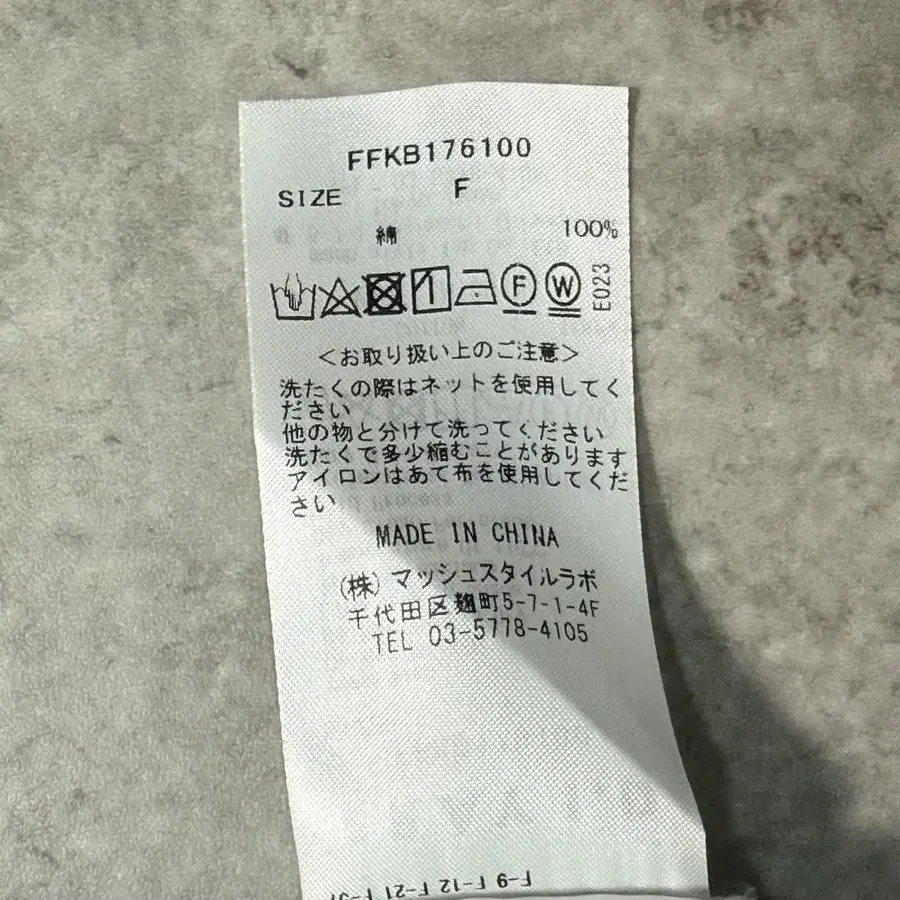 FFKB176100
SIZE F
綿 100%
F W E023
<お取り扱い上のご注意>
洗たくの際はネットを使用してく
ださい
他の物と分けて洗ってください
洗たくで多少縮むことがあります
アイロンはあて布を使用してくだ
さい
MADE IN CHINA
(株)マッシュスタイルラボ
千代田区麹町5-7-1-4F
TEL 03-5778-4105